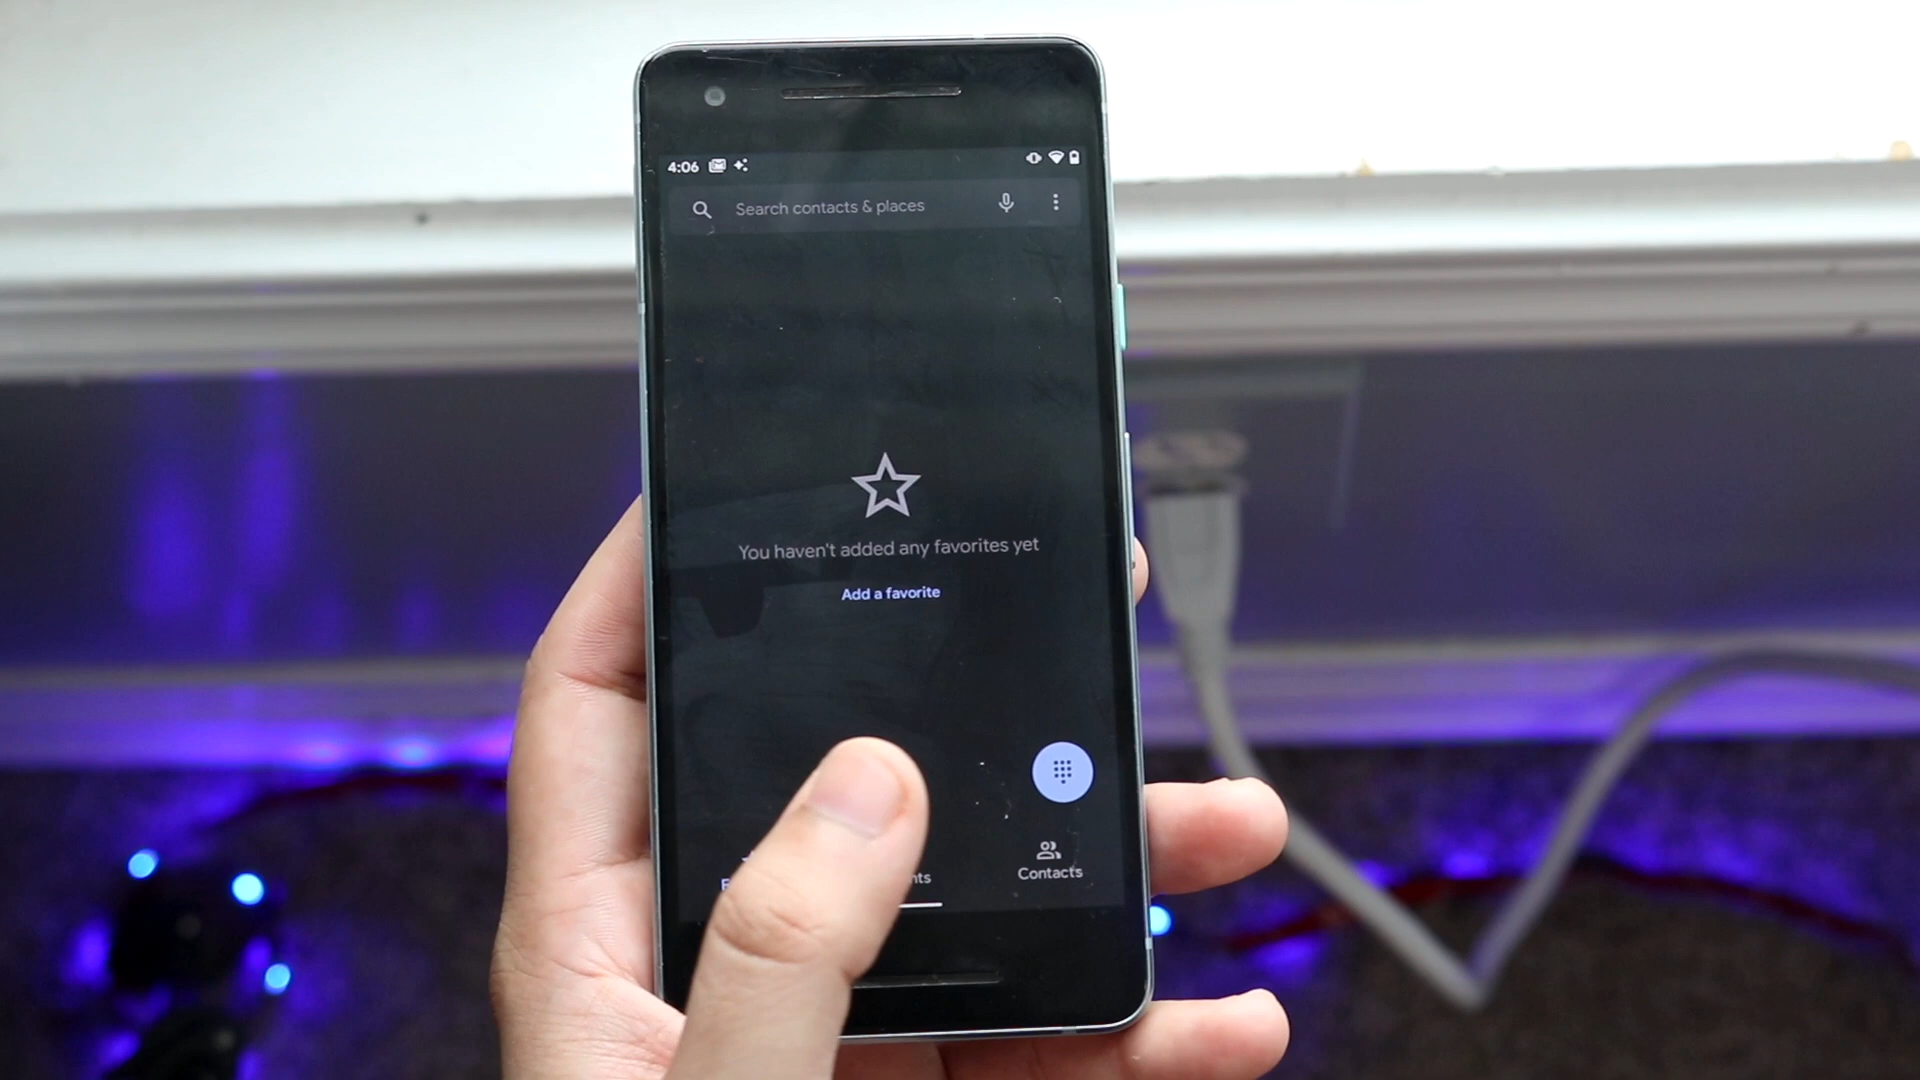 4:06
Search contacts & places
You haven't added any favorites yet
Add a favorite
Contacts